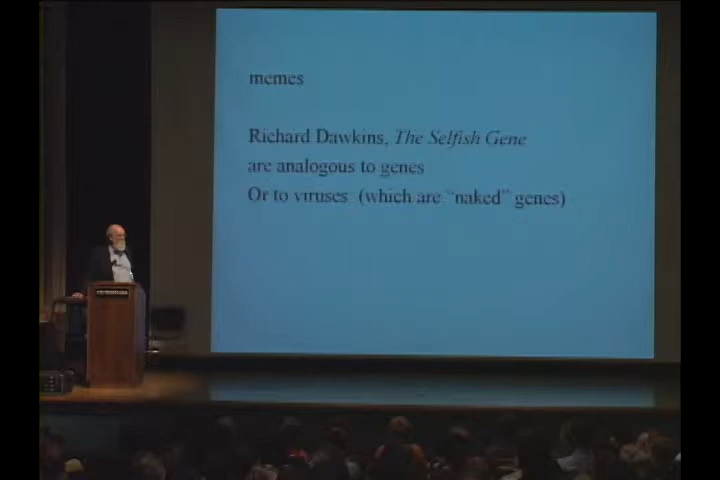 memes
Richard Dawkins, The Selfish Gene
are analogous to genes
Or to viruses (which are “naked” genes)